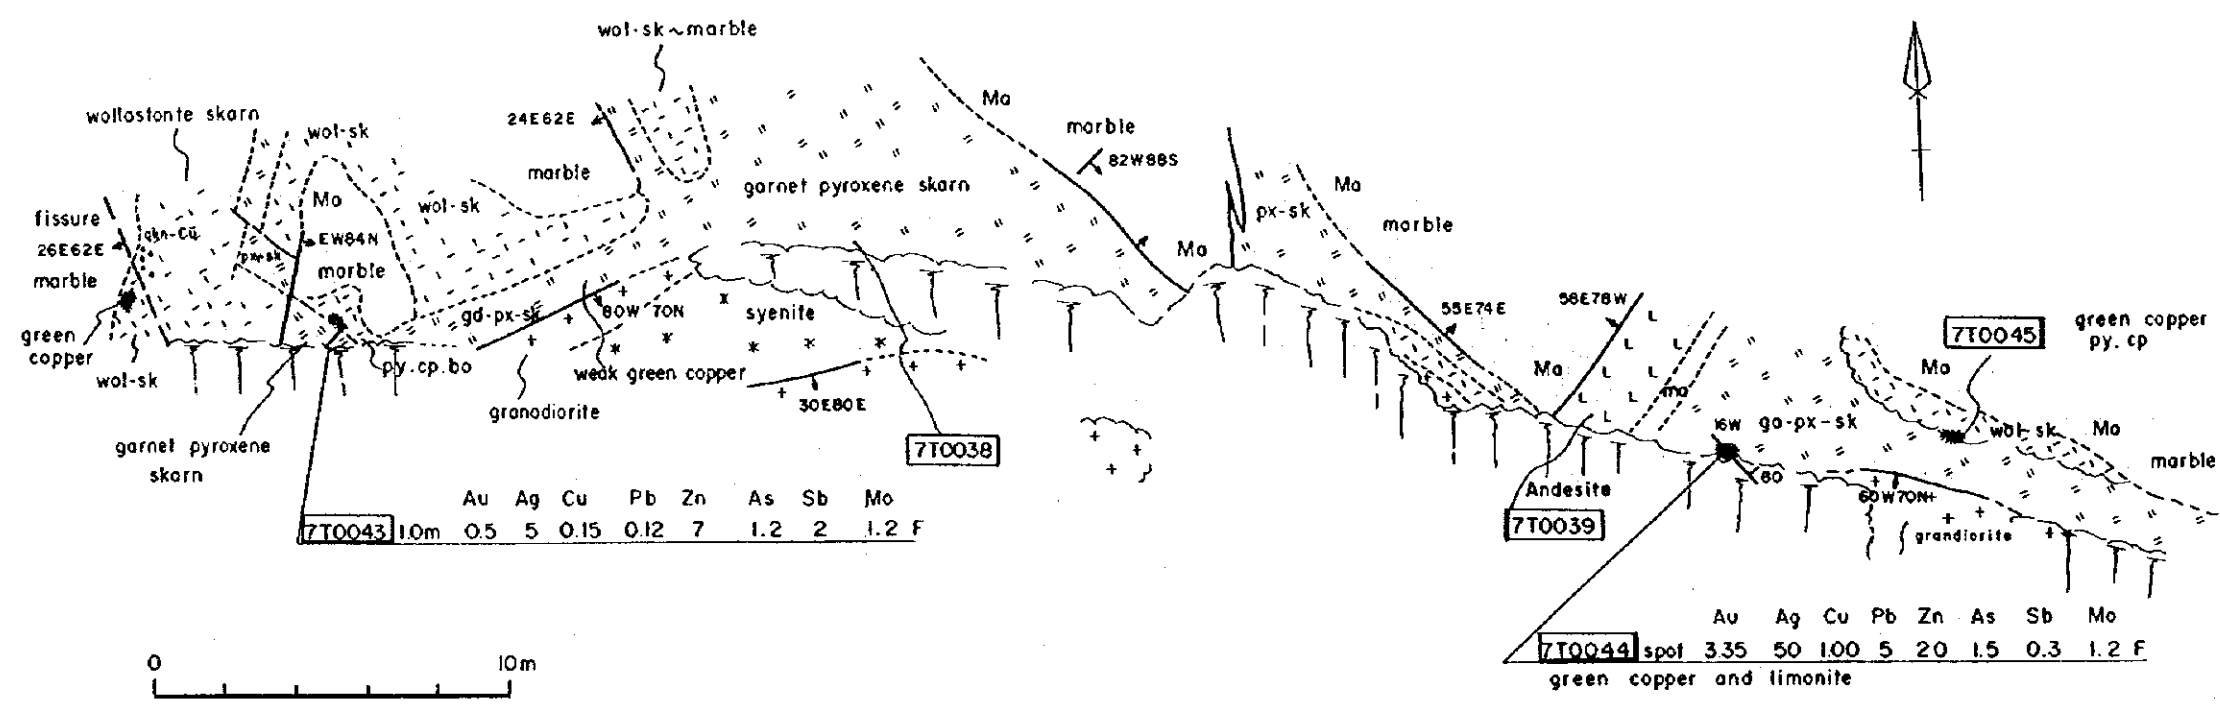 wol-sk~marble
wollastonte skarn
wol-sk
24E62E
Ma
marble
82W88S
marble
garnet pyroxene skarn
Ma
Mo
wol-sk
fissure
px-sk
marble
26E62E
EW84N
Ma
marble
marble
gd-px-sk
80W 70N
syenite
55E74E
58E78W
green copper
py. cp
7T0045
green
copper
Ma
Mo
wol-sk
py.cp.bo
weak green copper
ma
30E80E
granodiorite
16W
ga-px-sk
wol-sk
Ma
garnet pyroxene
skarn
7T0038
marble
60
Andesite
60W70N
7T0039
grandiorite
Au Ag Cu Pb Zn As Sb Mo
7T0043 1.0m 0.5 5 0.15 0.12 7 1.2 2 1.2 F
Au Ag Cu Pb Zn As Sb Mo
7T0044 spot 3.35 50 1.00 5 20 1.5 0.3 1.2 F
green copper and limonite
0 10m